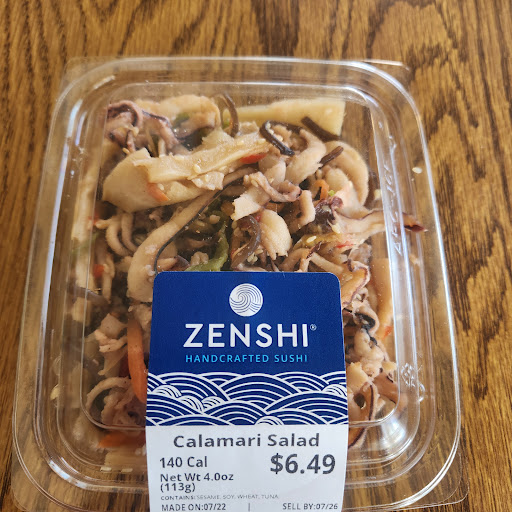 ZENSHI®
HANDCRAFTED SUSHI
Calamari Salad
140 Cal
$6.49
Net Wt 4.0oz
(113g)
CONTAINS: SESAME, SOY, WHEAT, TUNA
MADE ON:07/22
SELL BY:07/26